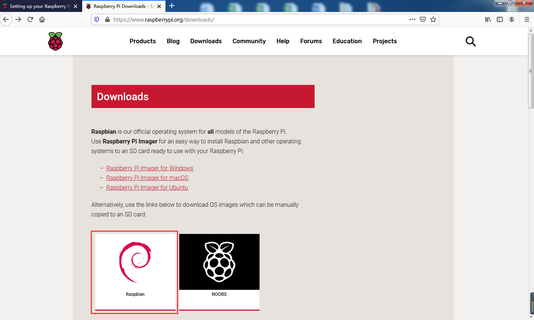 Setting up your Raspberry P
Raspberry Pi Downloads - S
https://www.raspberrypi.org/downloads/
Products Blog Downloads Community Help Forums Education Projects
Downloads
Raspbian is our official operating system for all models of the Raspberry Pi.
Use Raspberry Pi Imager for an easy way to install Raspbian and other operating
systems to an SD card ready to use with your Raspberry Pi:
– Raspberry Pi Imager for Windows
– Raspberry Pi Imager for macOS
– Raspberry Pi Imager for Ubuntu
Alternatively, use the links below to download OS images which can be manually
copied to an SD card.
Raspbian NOOBS